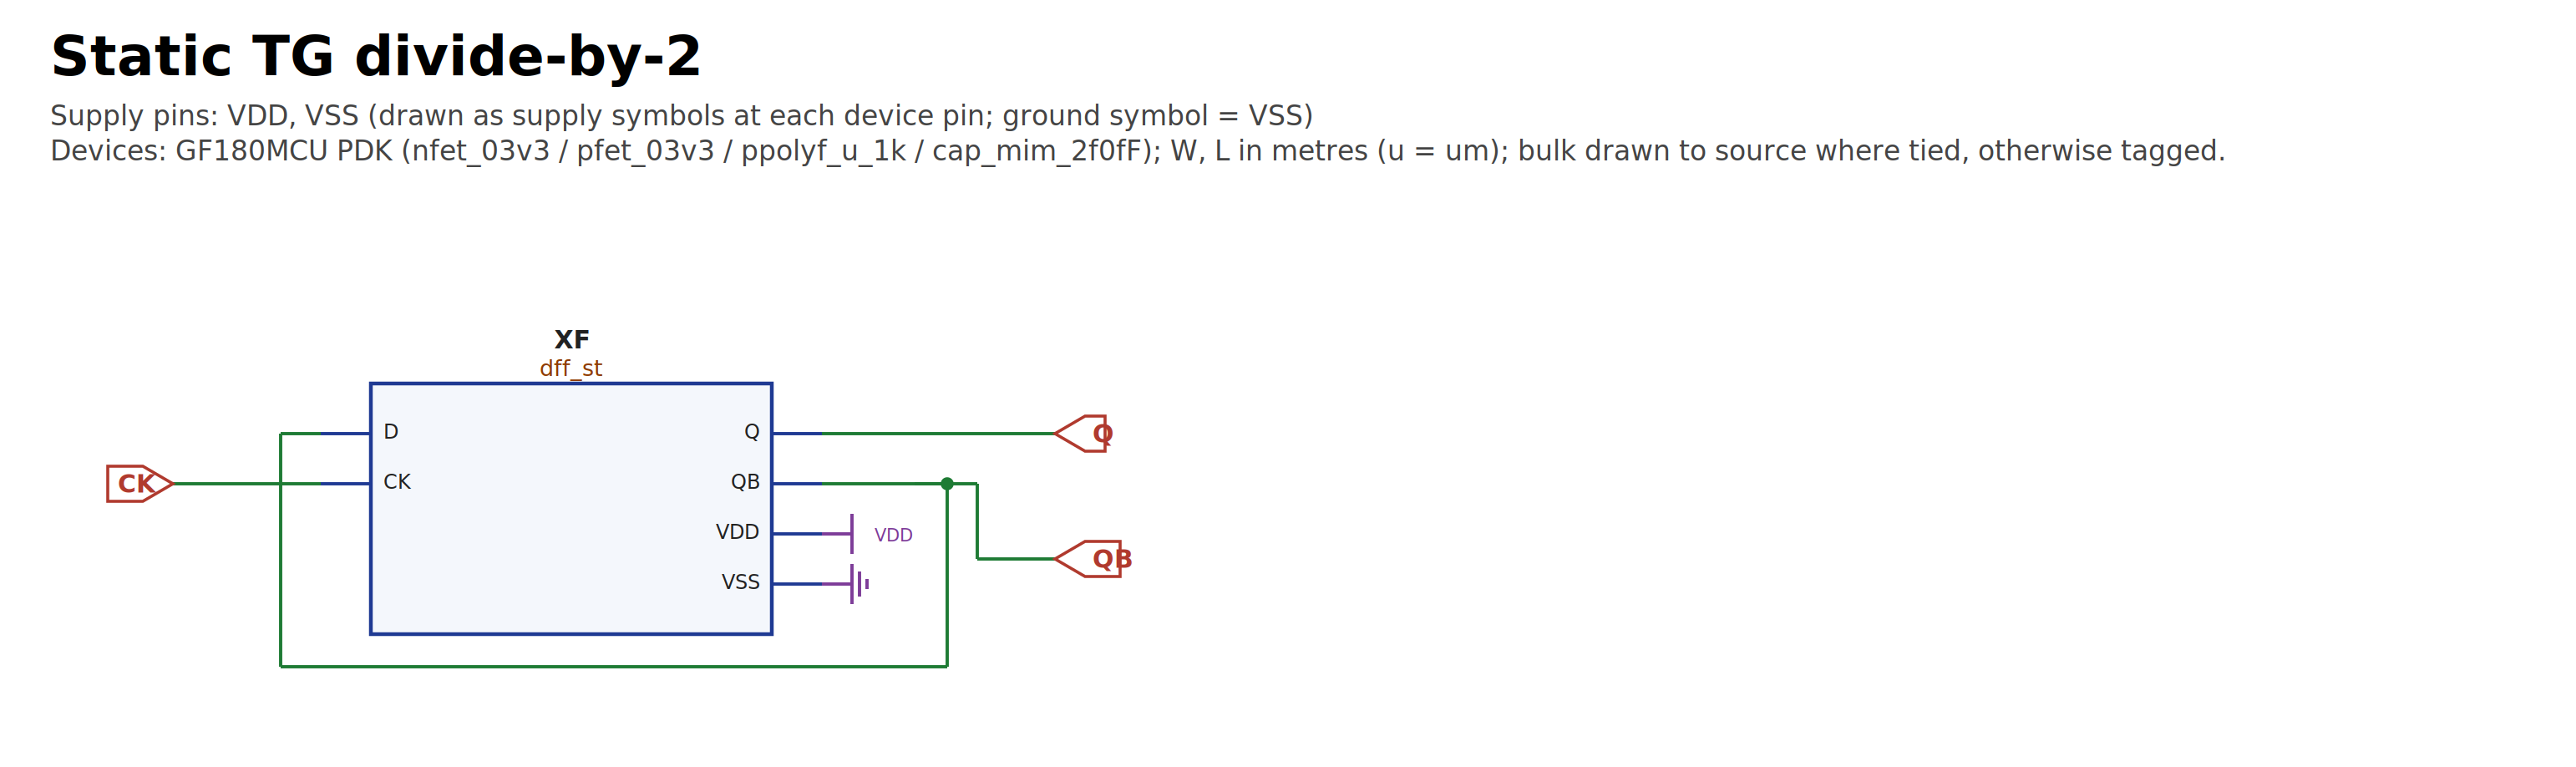 Static TG divide-by-2
Supply pins: VDD, VSS (drawn as supply symbols at each device pin; ground symbol = VSS)
Devices: GF180MCU PDK (nfet_03v3 / pfet_03v3 / ppolyf_u_1k / cap_mim_2f0fF); W, L in metres (u = um); bulk drawn to source where tied, otherwise tagged.
XF
dff_st
D
Q
Q
CK
CK
QB
VDD
VDD
QB
VSS